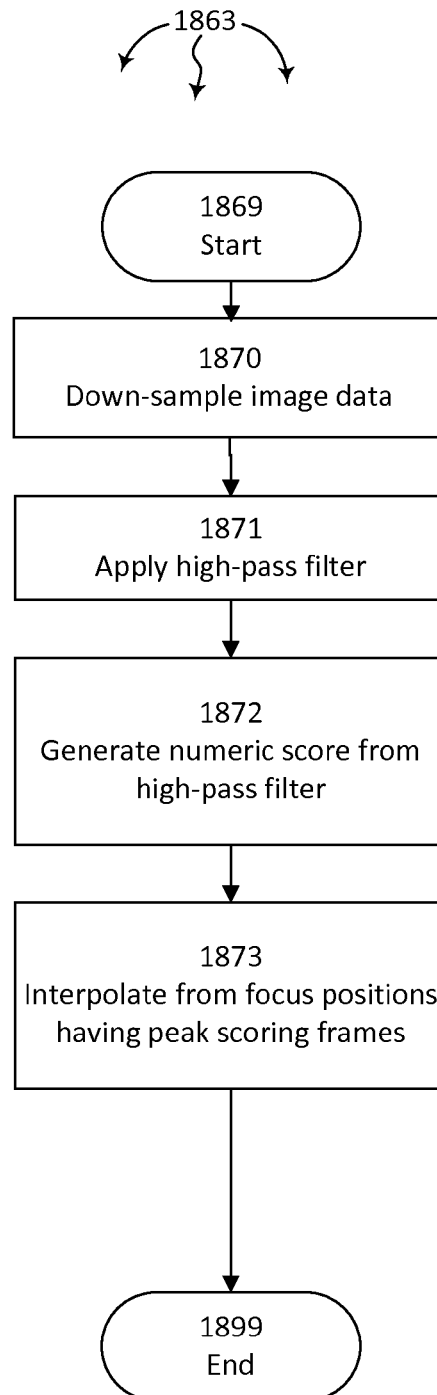 1863
1869
Start
1870
Down-sample image data
1871
Apply high-pass filter
1872
Generate numeric score from
high-pass filter
1873
Interpolate from focus positions
having peak scoring frames
1899
End